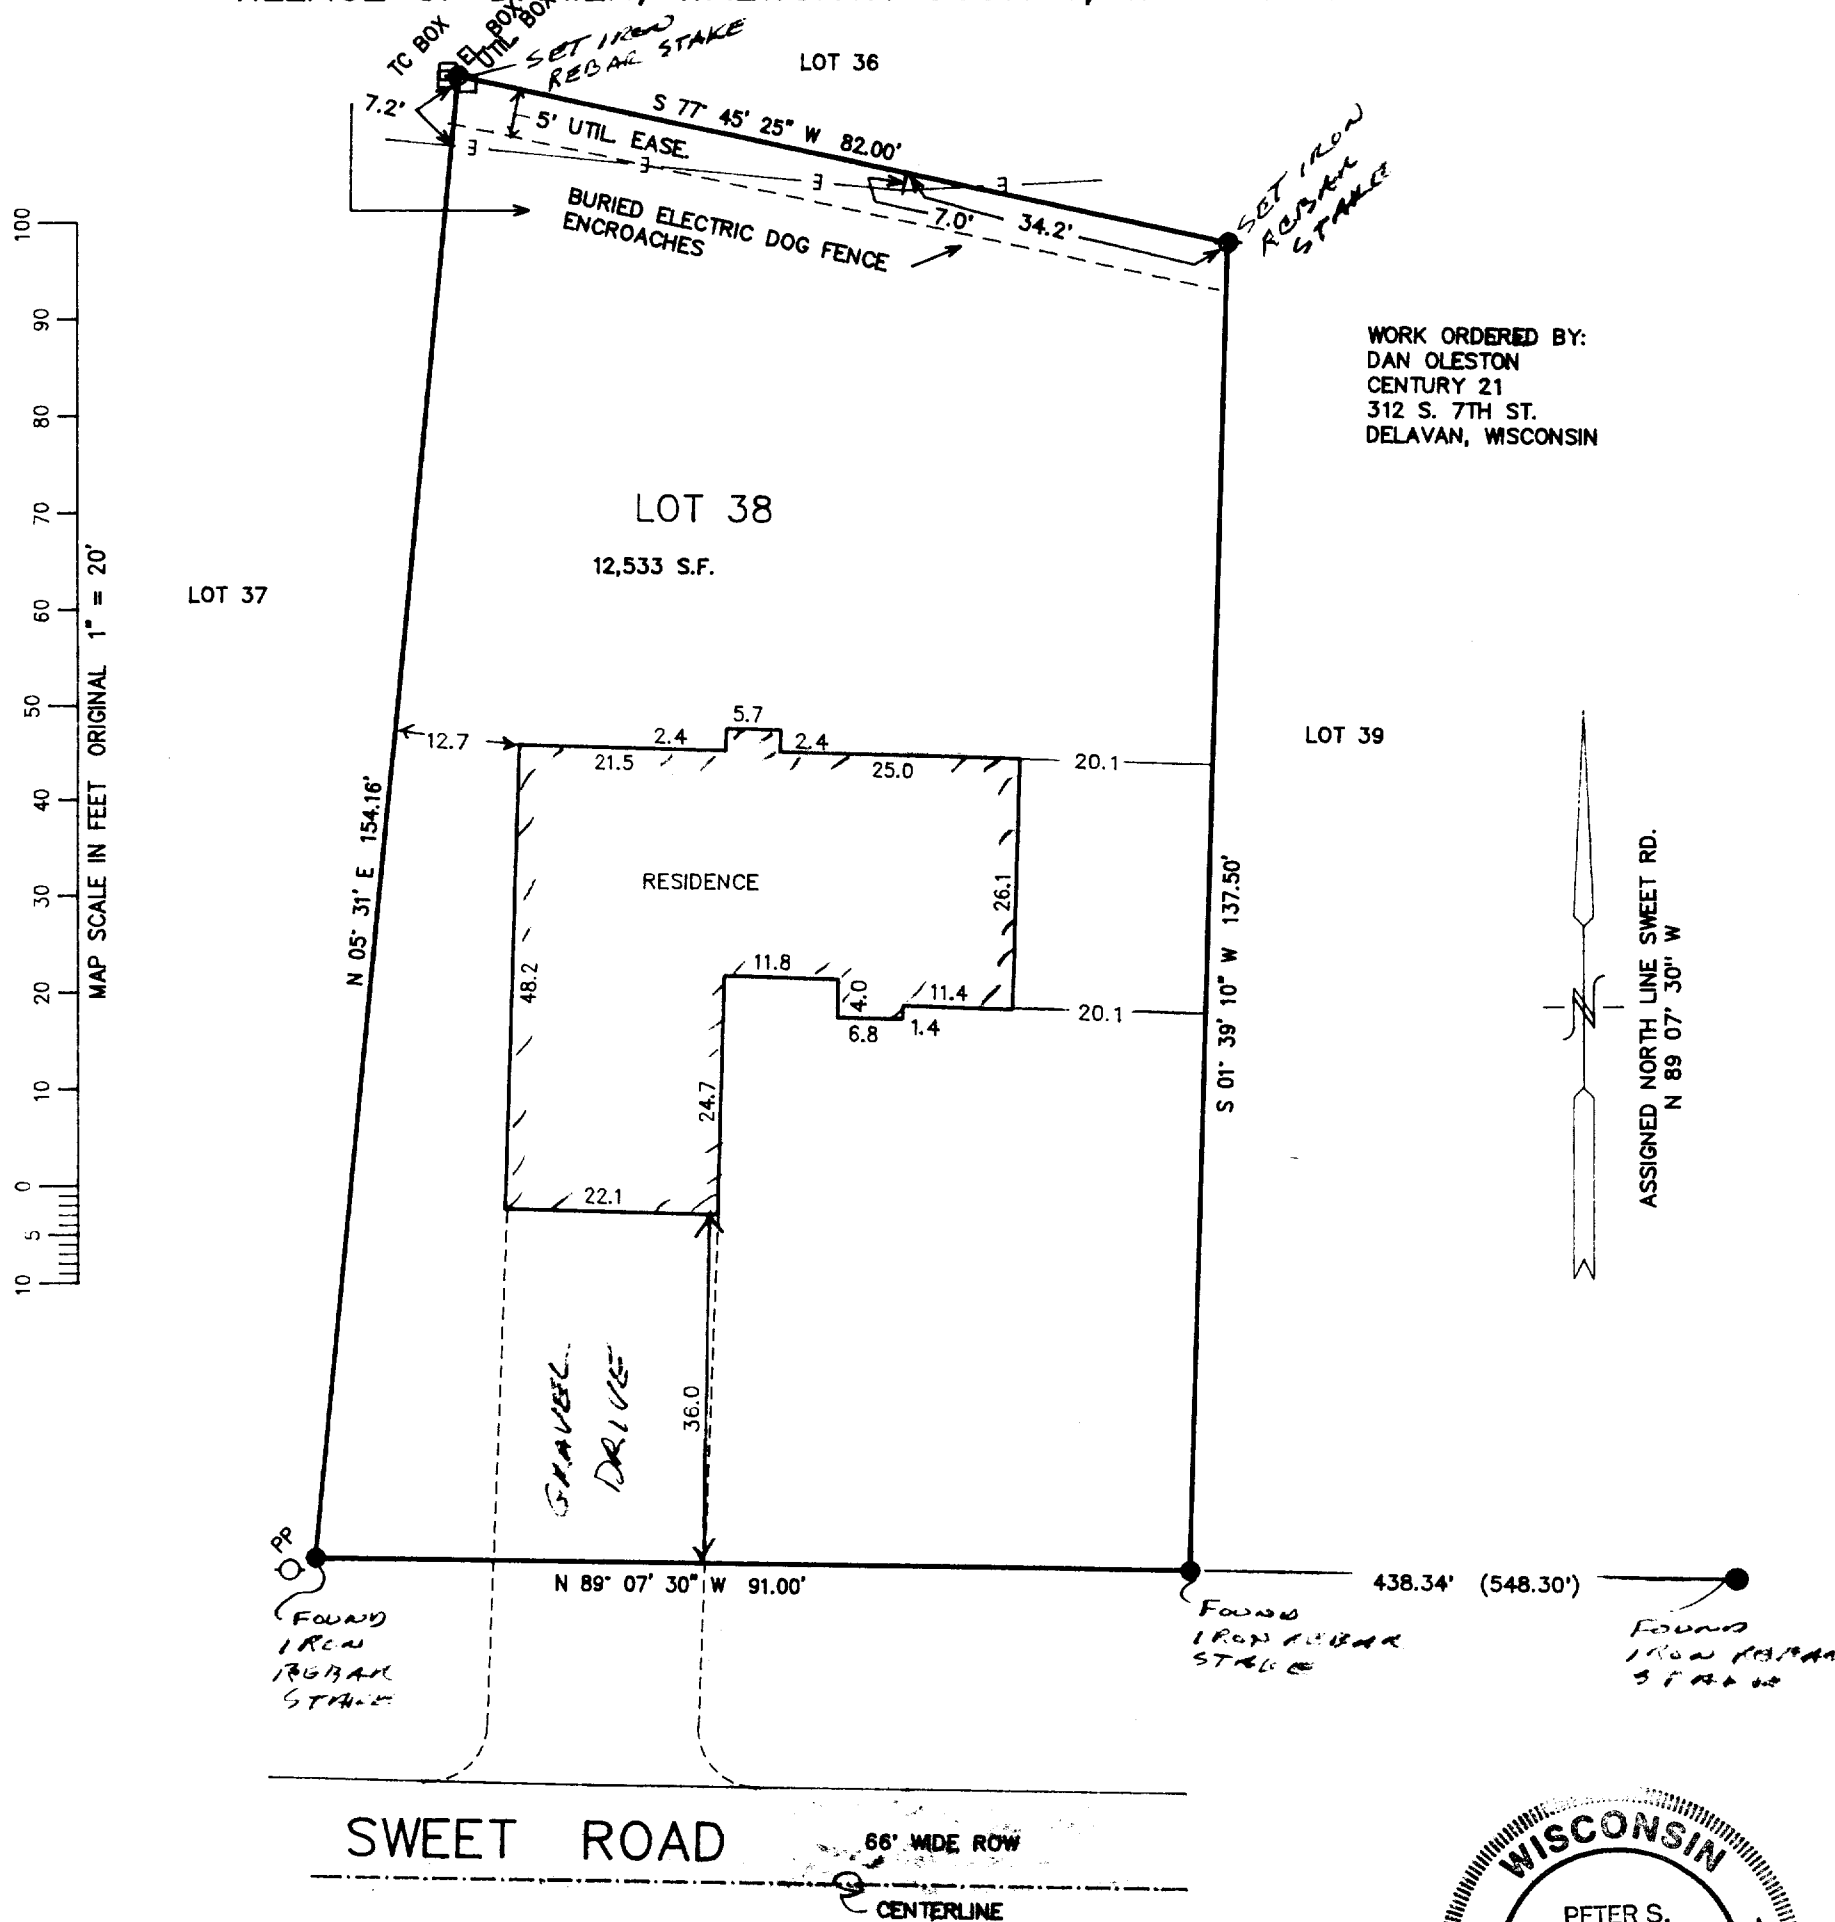 TC BOX
EL BOX
UTIL BOX
SET IRON
REBAR STAKE
LOT 36
7.2'
5' UTIL. EASE.
S 77° 45' 25" W 82.00'
E
E
E
E
7.0'
34.2'
BURIED ELECTRIC DOG FENCE
ENCROACHES
SET IRON
REBAR
STAKE
WORK ORDERED BY:
DAN OLESTON
CENTURY 21
312 S. 7TH ST.
DELAVAN, WISCONSIN
100
90
80
70
60
50
40
30
20
10
0
5
10
MAP SCALE IN FEET ORIGINAL 1" = 20'
LOT 38
12,533 S.F.
LOT 37
LOT 39
12.7
2.4
5.7
2.4
21.5
25.0
20.1
N 05° 31' E 154.16'
RESIDENCE
26.1
48.2
11.8
4.0
11.4
6.8
1.4
20.1
24.7
22.1
S 01° 39' 10" W 137.50'
N
ASSIGNED NORTH LINE SWEET RD.
N 89 07' 30" W
GRAVEL
DRIVE
36.0
PP
N 89° 07' 30" W 91.00'
438.34' (548.30')
FOUND
IRON
REBAR
STAKE
FOUND
IRON REBAR
STAKE
FOUND
IRON REBAR
STAKE
SWEET ROAD
66' WIDE ROW
CENTERLINE
WISCONSIN
PETER S.